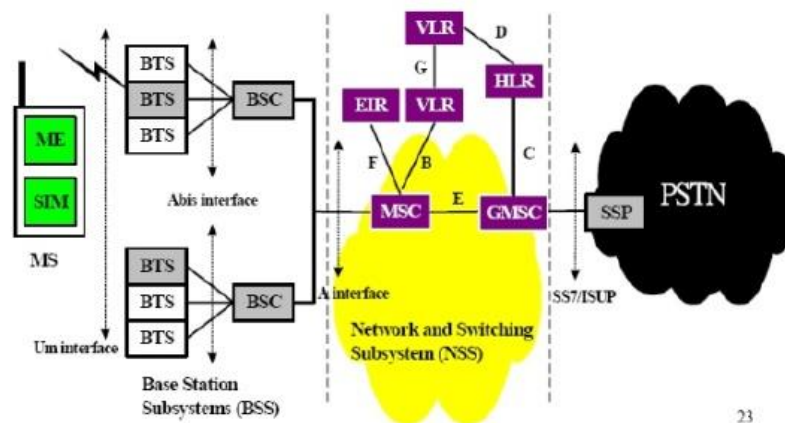 VLR
D
BTS
G
HLR
BTS
BSC
EIR
VLR
BTS
ME
F
B
C
Abis interface
SIM
MSC
E
GMSC
SSP
PSTN
MS
BTS
BTS
BSC
A interface
SS7/ISUP
BTS
Um interface
Network and Switching
Subsystem (NSS)
Base Station
Subsystems (BSS)
23